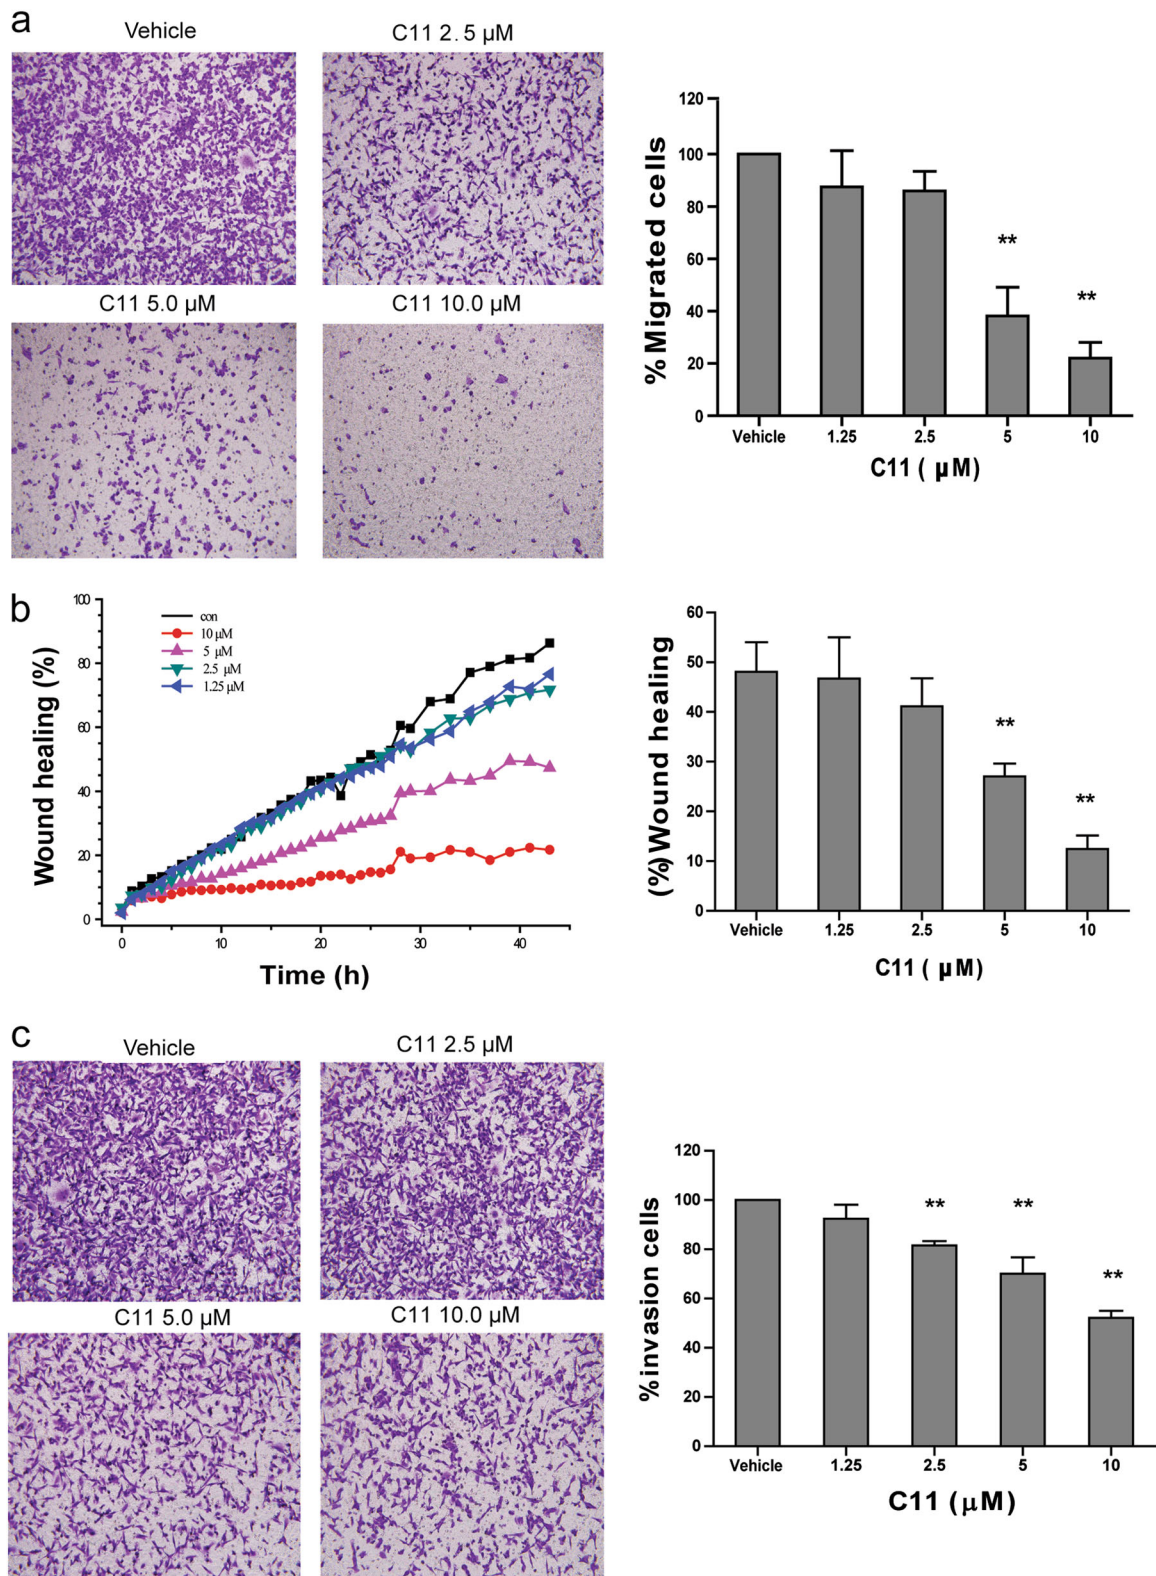 a
Vehicle
C11 2.5 µM
C11 5.0 µM
C11 10.0 µM
% Migrated cells
120
100
80
60
40
20
0
**
**
Vehicle 1.25 2.5 5 10
C11 ( µM)
b
Wound healing (%)
100
80
60
40
20
0
con
10 µM
5 µM
2.5 µM
1.25 µM
0 10 20 30 40
Time (h)
(%)Wound healing
60
50
40
30
20
10
0
**
**
Vehicle 1.25 2.5 5 10
C11 ( µM)
c
Vehicle
C11 2.5 µM
C11 5.0 µM
C11 10.0 µM
%invasion cells
120
100
80
60
40
20
0
**
**
**
Vehicle 1.25 2.5 5 10
C11 (µM)